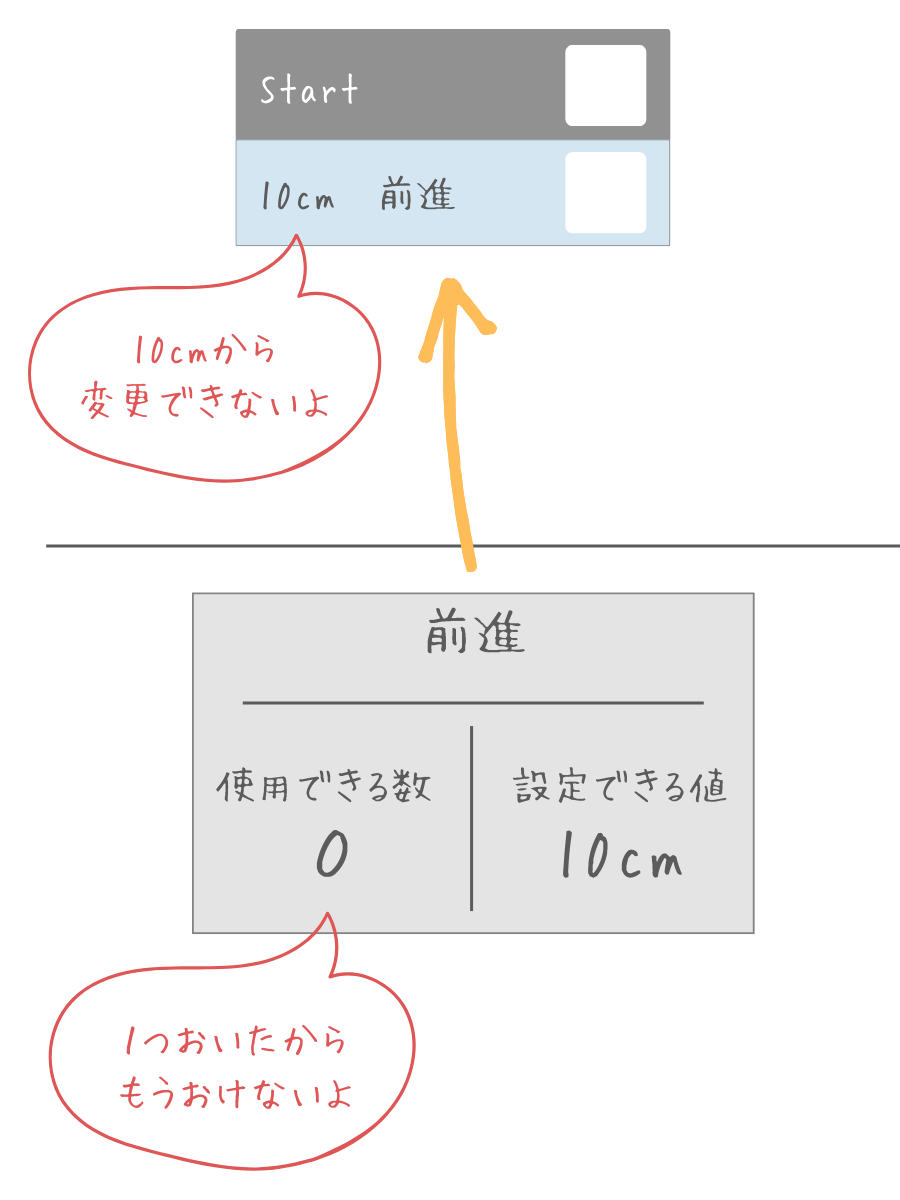 Start
10cm 前進
10cmから
変更できないよ
前進
使用できる数
設定できる値
0
10cm
1つおいたから
もうおけないよ